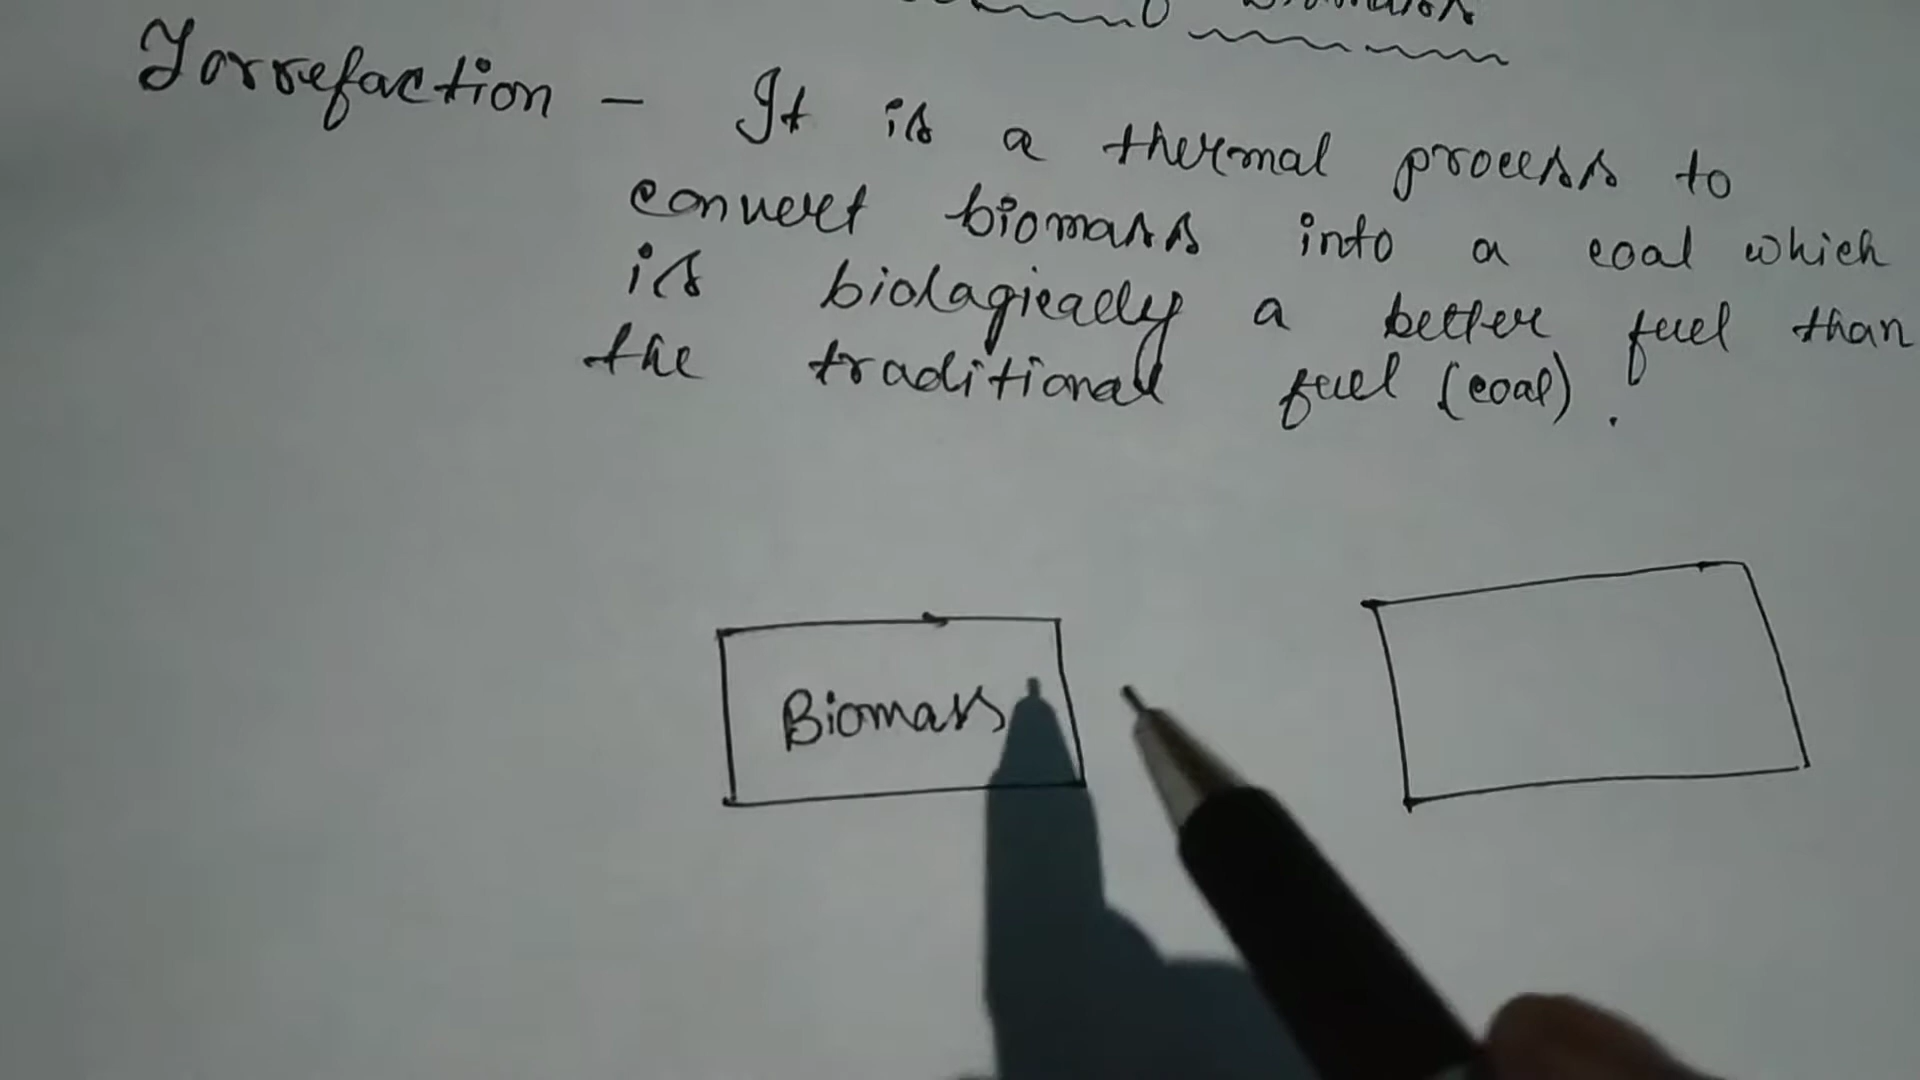 Torrefaction - It is a thermal process to
convert biomass into a coal which
is biologically a better fuel than
the traditional fuel (coal).
Biomass